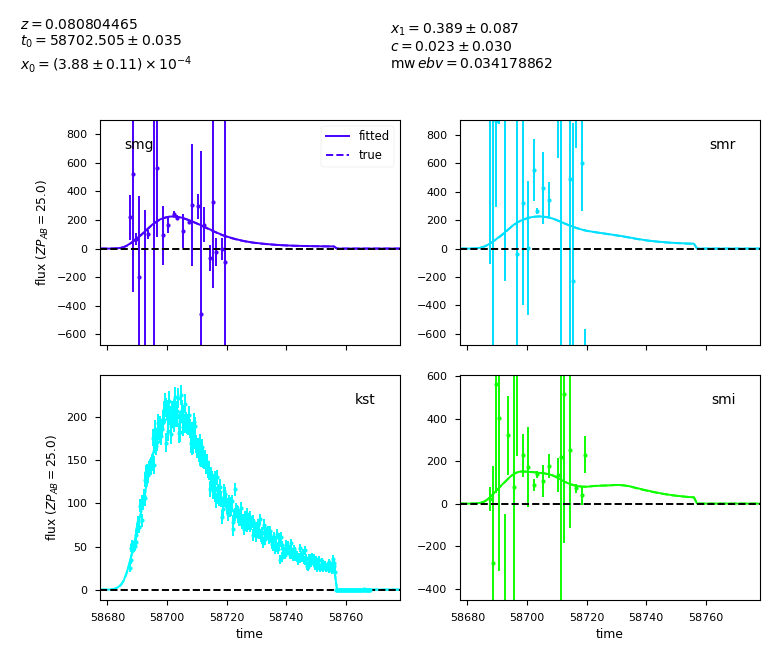 z = 0.080804465
t₀ = 58702.505 ± 0.035
x₀ = (3.88 ± 0.11) × 10⁻⁴
x₁ = 0.389 ± 0.087
c = 0.023 ± 0.030
mw ebv = 0.034178862
smg
fitted
true
800
600
400
200
0
−200
−400
−600
flux (ZP_AB = 25.0)
smr
800
600
400
200
0
−200
−400
−600
kst
200
150
100
50
0
flux (ZP_AB = 25.0)
58680 58700 58720 58740 58760
time
smi
600
400
200
0
−200
−400
58680 58700 58720 58740 58760
time